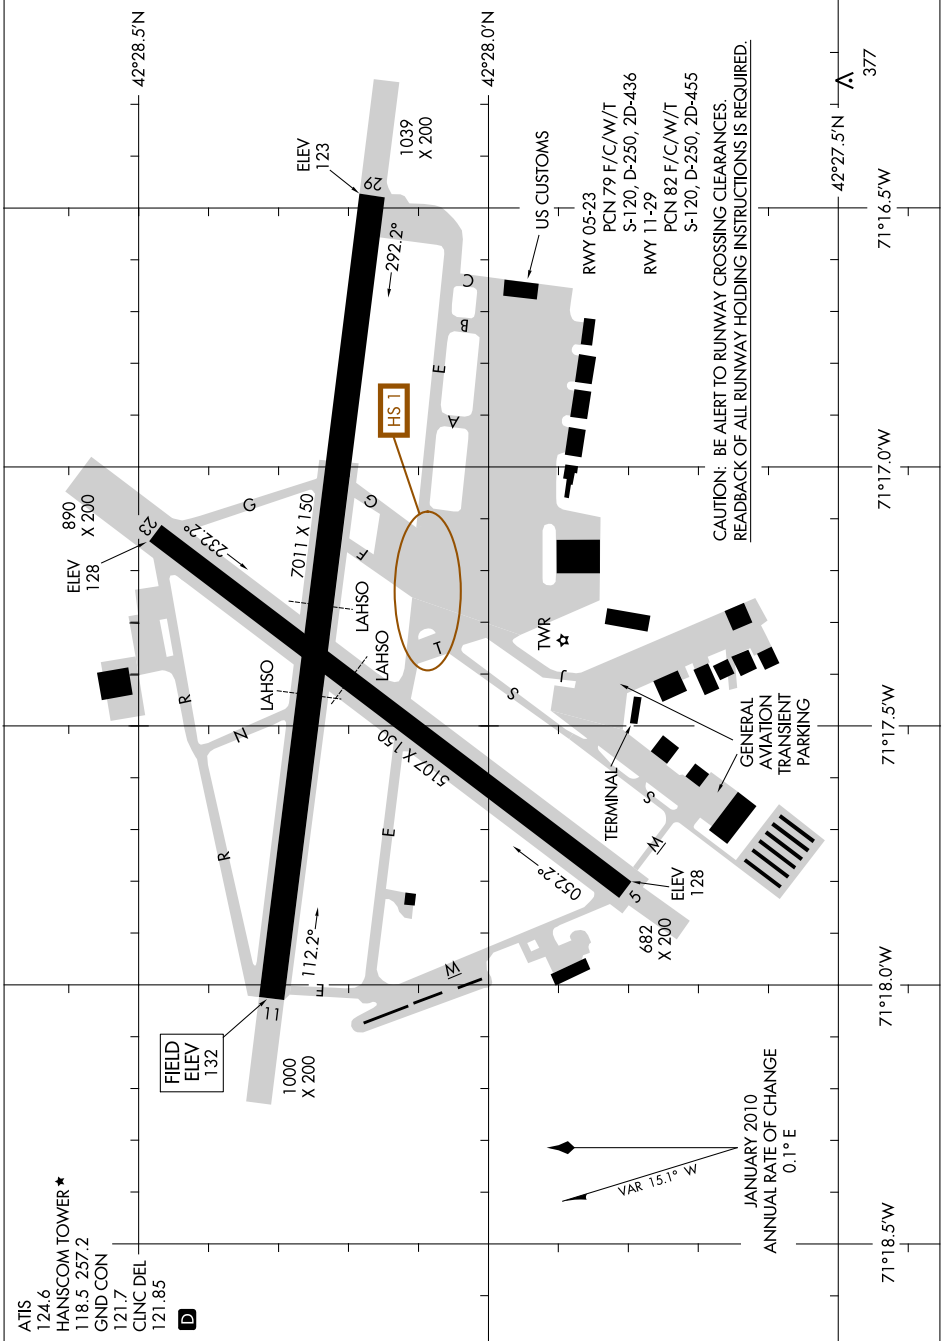 ATIS
124.6
HANSCOM TOWER★
118.5 257.2
GND CON
121.7
CLNC DEL
121.85
D
42°28.5'N
42°28.0'N
42°27.5'N
377
71°16.5'W
71°17.0'W
71°17.5'W
71°18.0'W
71°18.5'W
FIELD
ELEV
132
1000
X 200
11
112.2°
7011 X 150
292.2°
29
ELEV
123
1039
X 200
890
X 200
ELEV
128
23
232.2°
5107 X 150
052.2°
5
ELEV
128
682
X 200
LAHSO
LAHSO
LAHSO
HS 1
R
R
N
G
G
F
T
E
E
E
A
B
C
S
S
J
M
W
TWR
TERMINAL
GENERAL
AVIATION
TRANSIENT
PARKING
US CUSTOMS
RWY 05-23
PCN 79 F/C/W/T
S-120, D-250, 2D-436
RWY 11-29
PCN 82 F/C/W/T
S-120, D-250, 2D-455
CAUTION: BE ALERT TO RUNWAY CROSSING CLEARANCES.
READBACK OF ALL RUNWAY HOLDING INSTRUCTIONS IS REQUIRED.
VAR 15.1° W
JANUARY 2010
ANNUAL RATE OF CHANGE
0.1° E